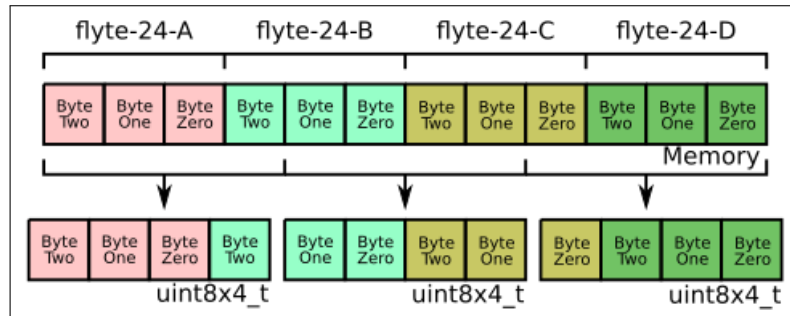 flyte-24-A flyte-24-B flyte-24-C flyte-24-D
Byte Byte Byte Byte Byte Byte Byte Byte Byte Byte Byte Byte
Two One Zero Two One Zero Two One Zero Two One Zero
Memory
Byte Byte Byte Byte Byte Byte Byte Byte Byte Byte Byte Byte
Two One Zero Two One Zero Two One Zero Two One Zero
uint8x4_t uint8x4_t uint8x4_t